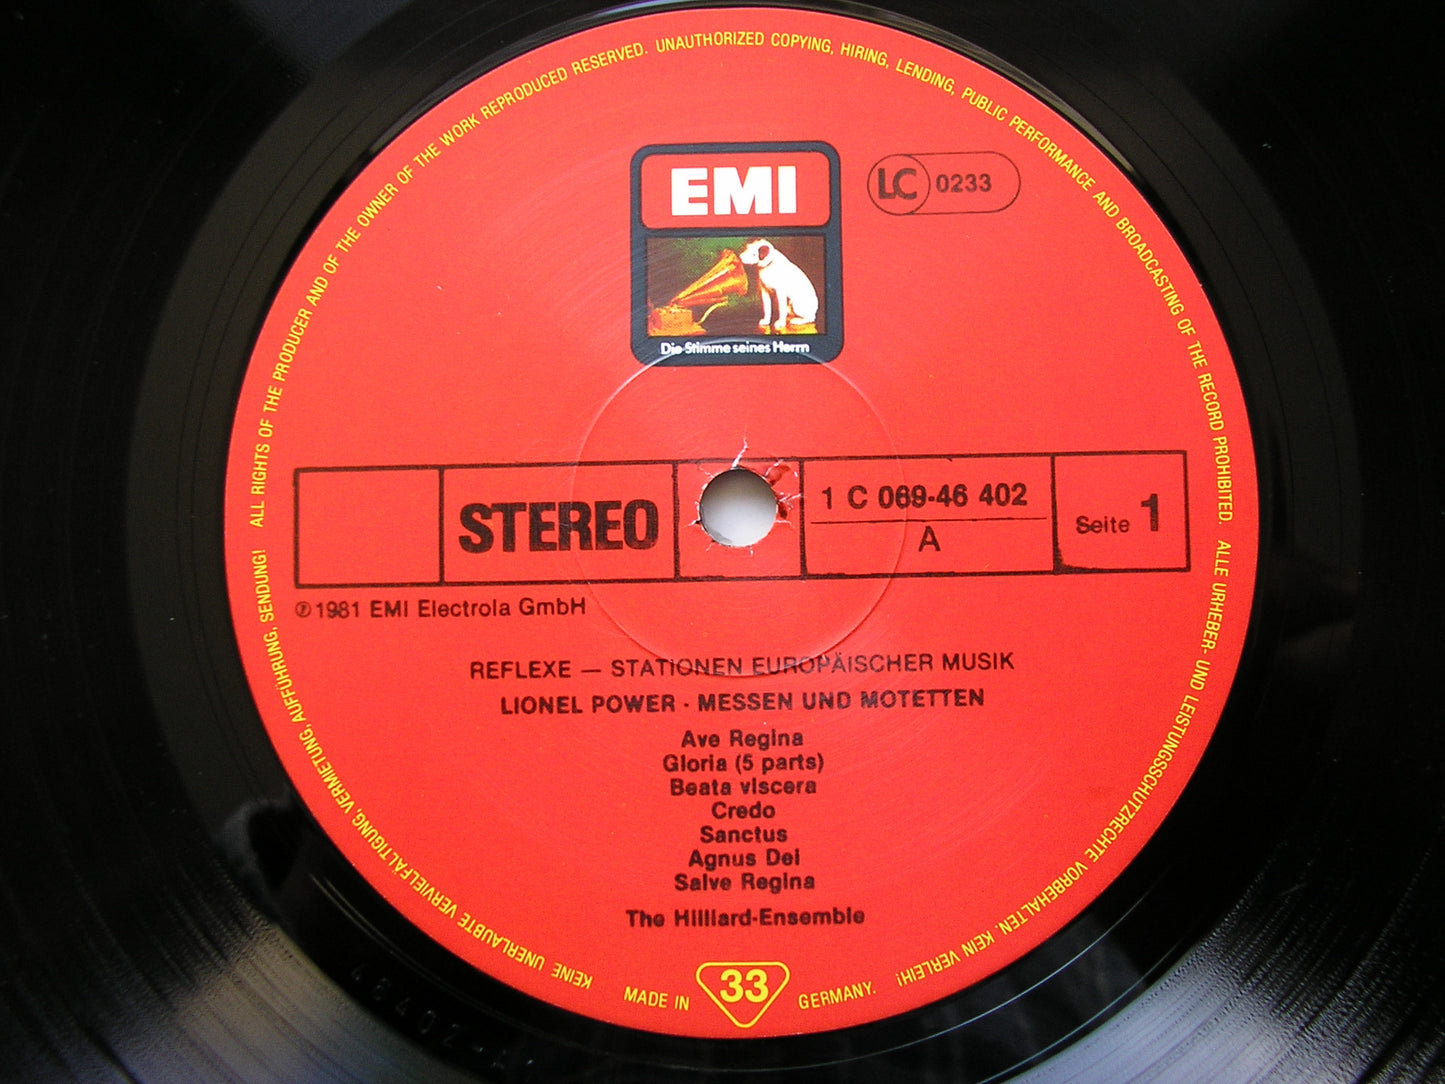 ALL RIGHTS OF THE PRODUCER AND OF THE OWNER OF THE WORK REPRODUCED RESERVED. UNAUTHORIZED COPYING, HIRING, LENDING, PUBLIC PERFORMANCE AND BROADCASTING OF THE RECORD PROHIBITED.
ALLE URHEBER- UND LEISTUNGSSCHUTZRECHTE VORBEHALTEN. KEIN VERLEIH! KEINE UNERLAUBTE VERVIELFÄLTIGUNG, VERMIETUNG, AUFFÜHRUNG, SENDUNG!
EMI
LC 0233
Die Stimme seines Herrn
STEREO
1 C 069-46 402
A
Seite 1
℗ 1981 EMI Electrola GmbH
REFLEXE — STATIONEN EUROPÄISCHER MUSIK
LIONEL POWER · MESSEN UND MOTETTEN
Ave Regina
Gloria (5 parts)
Beata viscera
Credo
Sanctus
Agnus Dei
Salve Regina
The Hilliard-Ensemble
MADE IN 33 GERMANY.